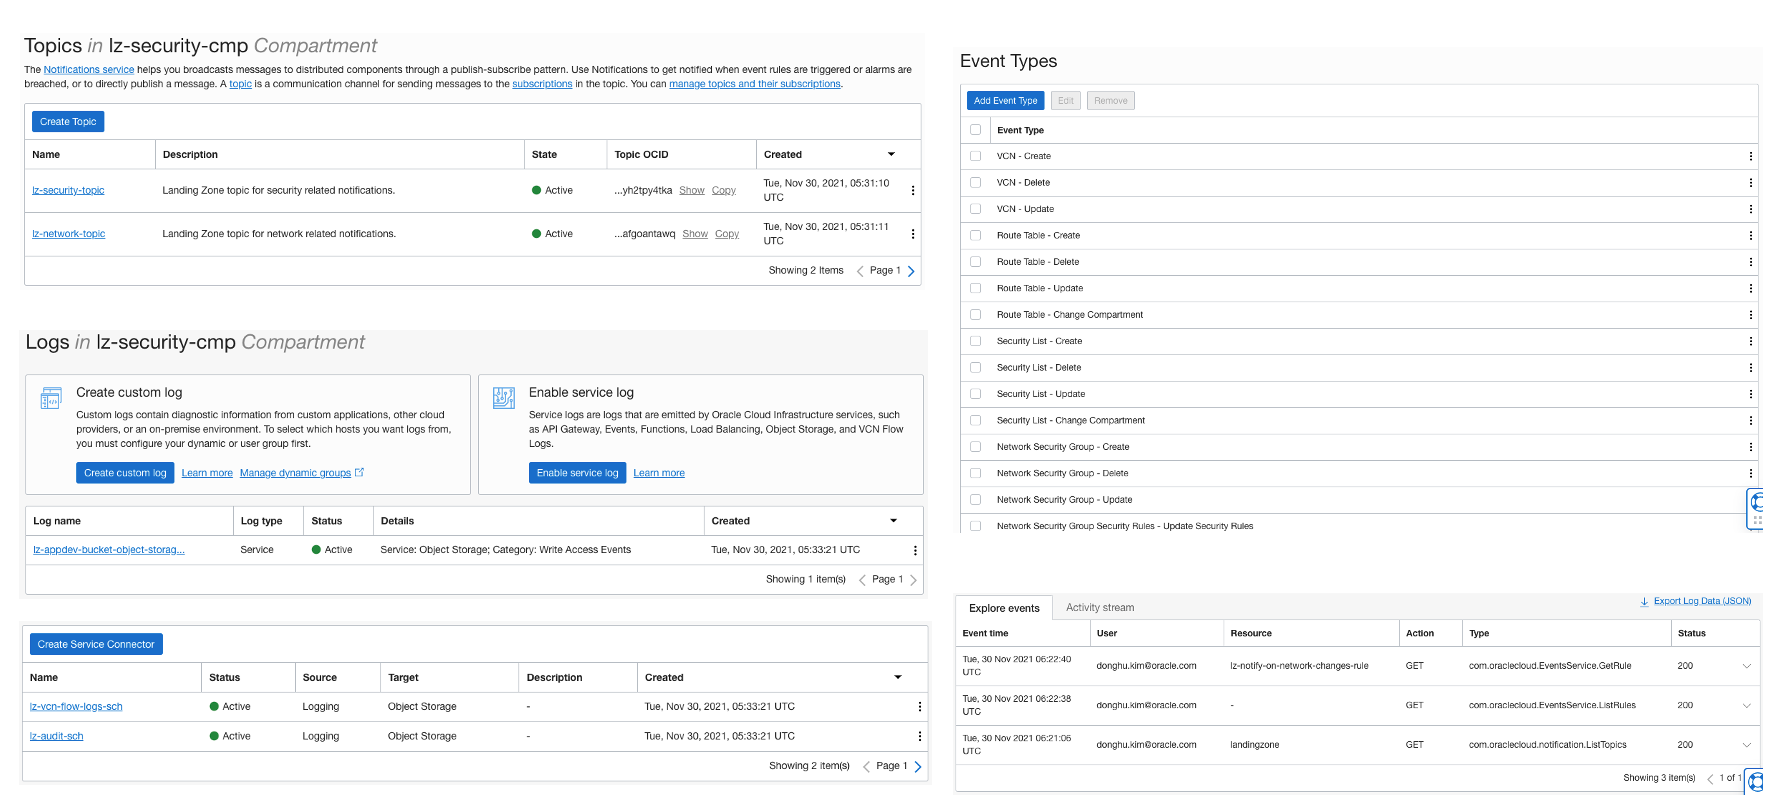 Topics in lz-security-cmp Compartment
The Notifications service helps you broadcasts messages to distributed components through a publish-subscribe pattern. Use Notifications to get notified when event rules are triggered or alarms are
breached, or to directly publish a message. A topic is a communication channel for sending messages to the subscriptions in the topic. You can manage topics and their subscriptions.
Create Topic
Name Description State Topic OCID Created
lz-security-topic Landing Zone topic for security related notifications. Active ...yh2tpy4tka Show Copy Tue, Nov 30, 2021, 05:31:10
UTC
lz-network-topic Landing Zone topic for network related notifications. Active ...afgoantawq Show Copy Tue, Nov 30, 2021, 05:31:11
UTC
Showing 2 Items Page 1
Logs in lz-security-cmp Compartment
Create custom log
Custom logs contain diagnostic information from custom applications, other cloud
providers, or an on-premise environment. To select which hosts you want logs from,
you must configure your dynamic or user group first.
Create custom log Learn more Manage dynamic groups
Enable service log
Service logs are logs that are emitted by Oracle Cloud Infrastructure services, such
as API Gateway, Events, Functions, Load Balancing, Object Storage, and VCN Flow
Logs.
Enable service log Learn more
Log name Log type Status Details Created
lz-appdev-bucket-object-storag... Service Active Service: Object Storage; Category: Write Access Events Tue, Nov 30, 2021, 05:33:21 UTC
Showing 1 item(s) Page 1
Create Service Connector
Name Status Source Target Description Created
lz-vcn-flow-logs-sch Active Logging Object Storage - Tue, Nov 30, 2021, 05:33:21 UTC
lz-audit-sch Active Logging Object Storage - Tue, Nov 30, 2021, 05:33:21 UTC
Showing 2 item(s) Page 1
Event Types
Add Event Type Edit Remove
Event Type
VCN - Create
VCN - Delete
VCN - Update
Route Table - Create
Route Table - Delete
Route Table - Update
Route Table - Change Compartment
Security List - Create
Security List - Delete
Security List - Update
Security List - Change Compartment
Network Security Group - Create
Network Security Group - Delete
Network Security Group - Update
Network Security Group Security Rules - Update Security Rules
Explore events Activity stream Export Log Data (JSON)
Event time User Resource Action Type Status
Tue, 30 Nov 2021 06:22:40
UTC
donghu.kim@oracle.com lz-notify-on-network-changes-rule GET com.oraclecloud.EventsService.GetRule 200
Tue, 30 Nov 2021 06:22:38
UTC
donghu.kim@oracle.com - GET com.oraclecloud.EventsService.ListRules 200
Tue, 30 Nov 2021 06:21:06
UTC
donghu.kim@oracle.com landingzone GET com.oraclecloud.notification.ListTopics 200
Showing 3 item(s) 1 of 1